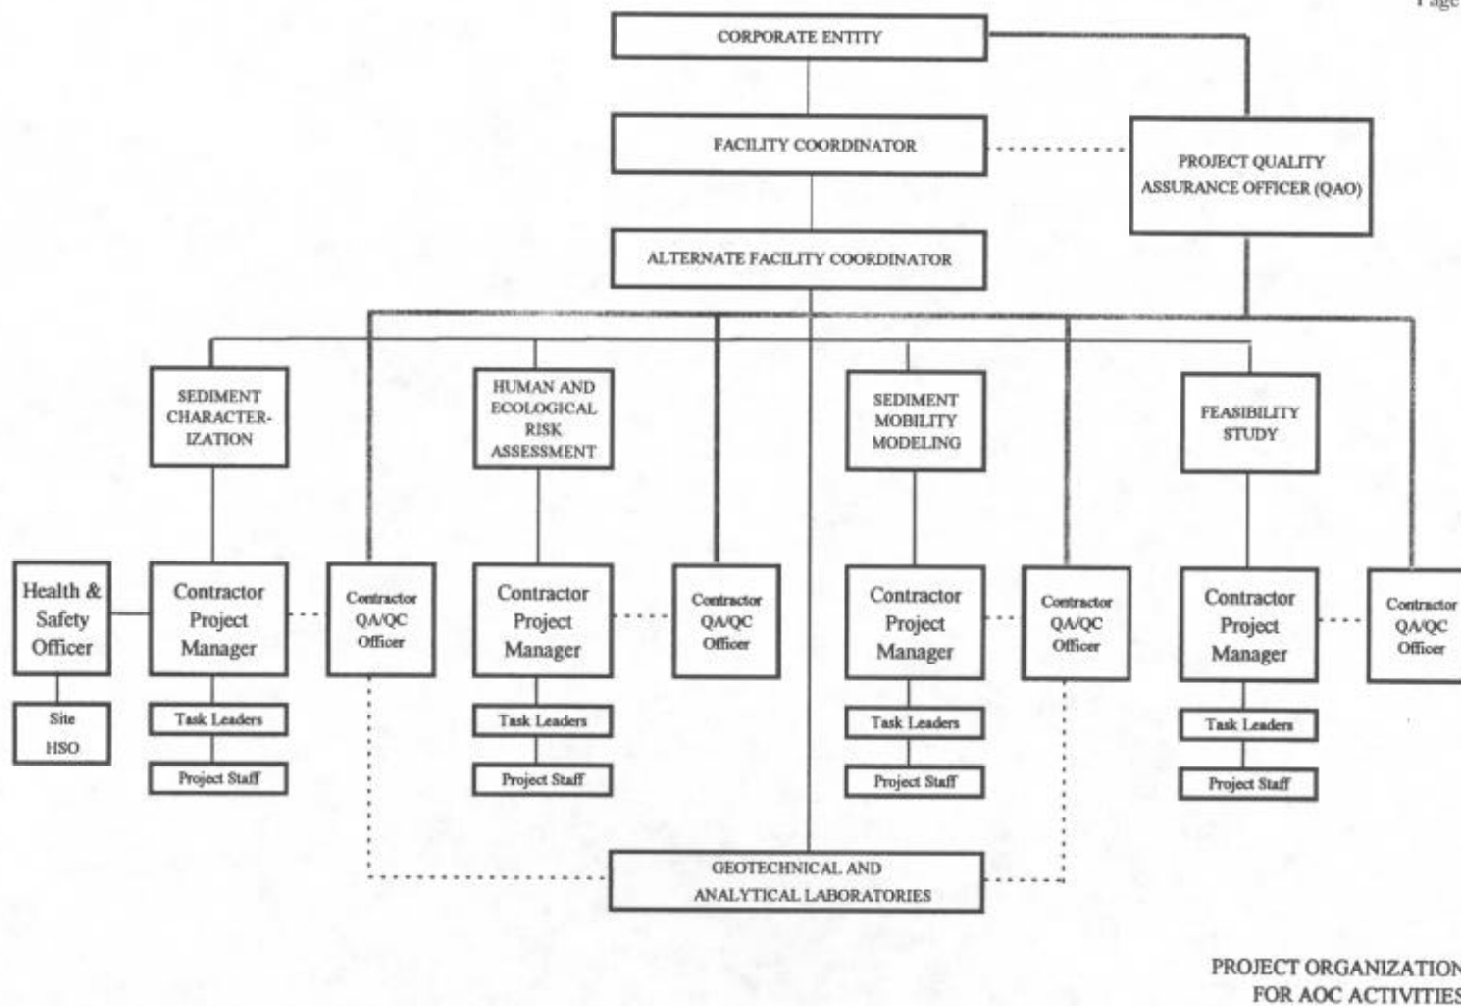 Page
CORPORATE ENTITY
FACILITY COORDINATOR
PROJECT QUALITY
ASSURANCE OFFICER (QAO)
ALTERNATE FACILITY COORDINATOR
SEDIMENT
CHARACTER-
IZATION
HUMAN AND
ECOLOGICAL
RISK
ASSESSMENT
SEDIMENT
MOBILITY
MODELING
FEASIBILITY
STUDY
Health &
Safety
Officer
Contractor
Project
Manager
Contractor
QA/QC
Officer
Contractor
Project
Manager
Contractor
QA/QC
Officer
Contractor
Project
Manager
Contractor
QA/QC
Officer
Contractor
Project
Manager
Contractor
QA/QC
Officer
Site
HSO
Task Leaders
Task Leaders
Task Leaders
Task Leaders
Project Staff
Project Staff
Project Staff
Project Staff
GEOTECHNICAL AND
ANALYTICAL LABORATORIES
PROJECT ORGANIZATION
FOR AOC ACTIVITIES